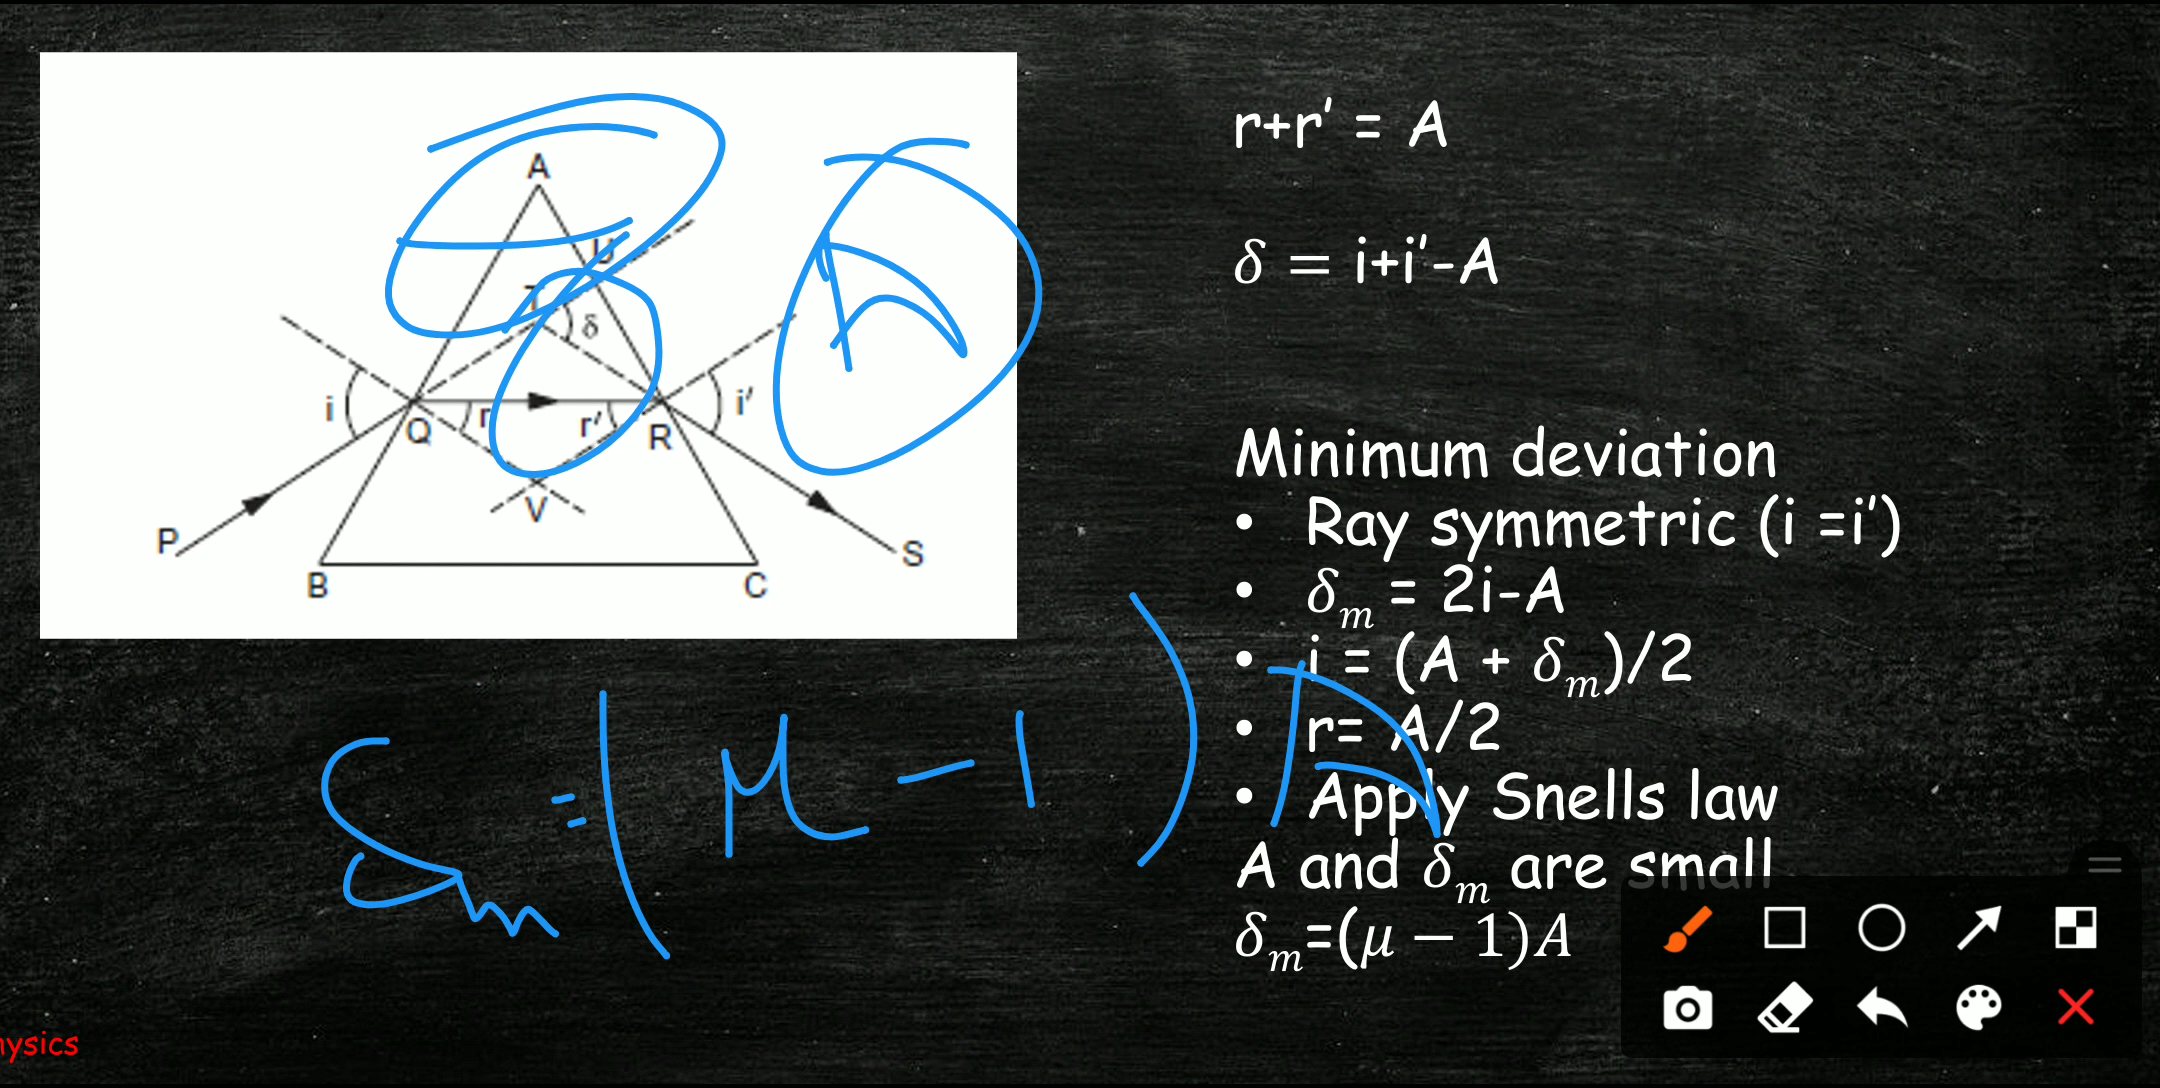 A
U
T
δ
i
i′
r
r′
Q
R
V
P
S
B
C
r+r′ = A
δ = i+i′-A
Minimum deviation
• Ray symmetric (i =i′)
• δₘ = 2i-A
• i = (A + δₘ)/2
• r= A/2
• Apply Snells law
A and δₘ are small
δₘ=(μ − 1)A
δₘ = (μ − 1)
ysics